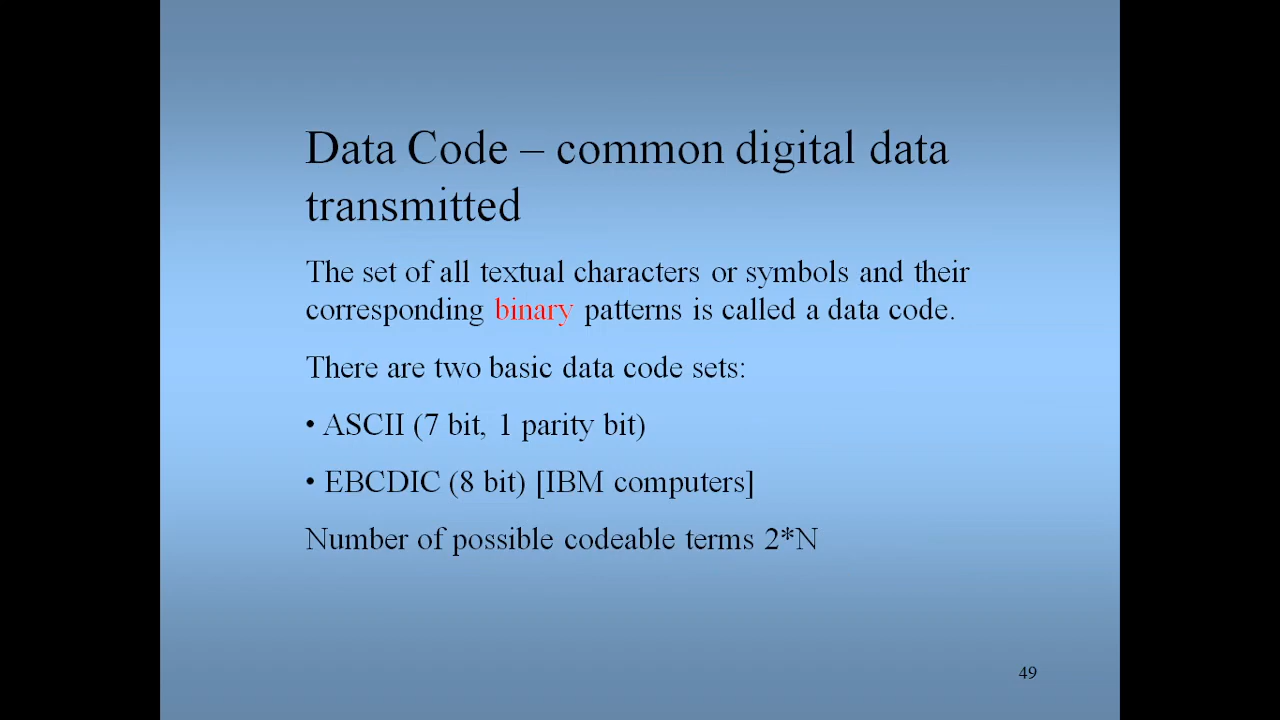 Data Code – common digital data
transmitted
The set of all textual characters or symbols and their
corresponding binary patterns is called a data code.
There are two basic data code sets:
• ASCII (7 bit, 1 parity bit)
• EBCDIC (8 bit) [IBM computers]
Number of possible codeable terms 2*N
49